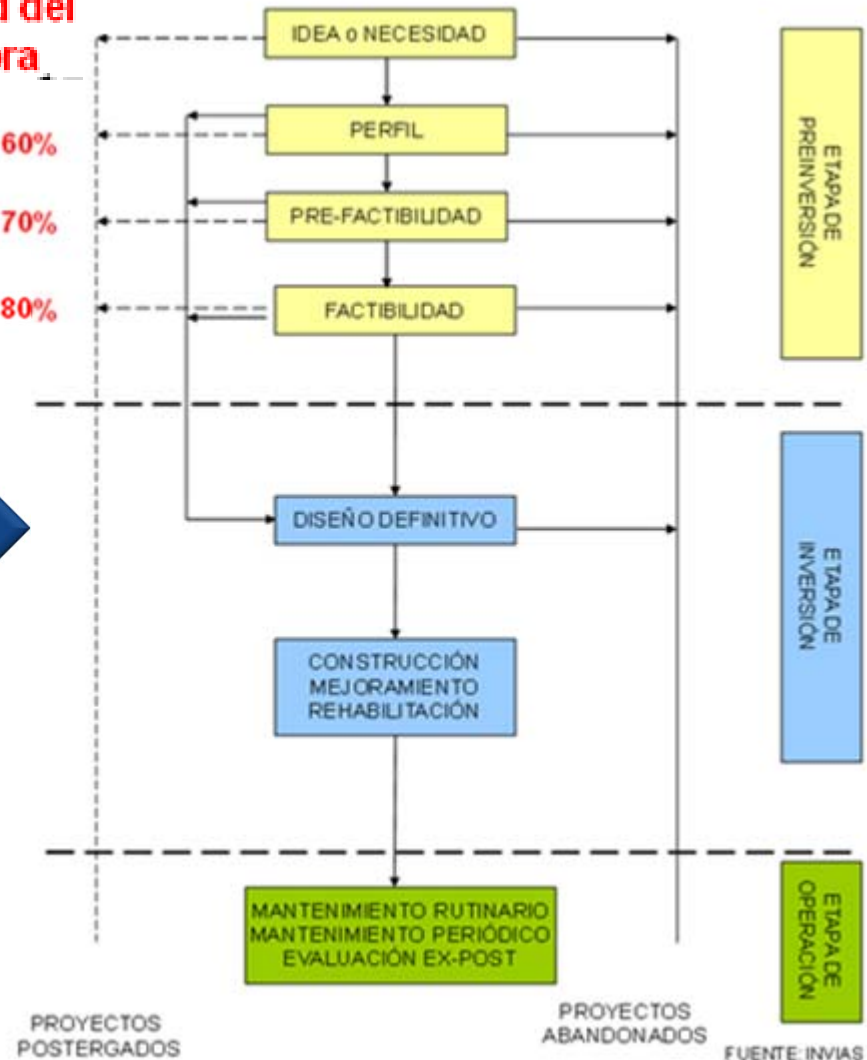 d del
ora
IDEA o NECESIDAD
PERFIL
60%
PRE-FACTIBILIDAD
70%
FACTIBILIDAD
80%
ETAPA DE
PREINVERSIÓN
DISEÑO DEFINITIVO
CONSTRUCCIÓN
MEJORAMIENTO
REHABILITACIÓN
ETAPA DE
INVERSIÓN
MANTENIMIENTO RUTINARIO
MANTENIMIENTO PERIÓDICO
EVALUACIÓN EX-POST
ETAPA DE
OPERACIÓN
PROYECTOS
POSTERGADOS
PROYECTOS
ABANDONADOS
FUENTE: INVIAS